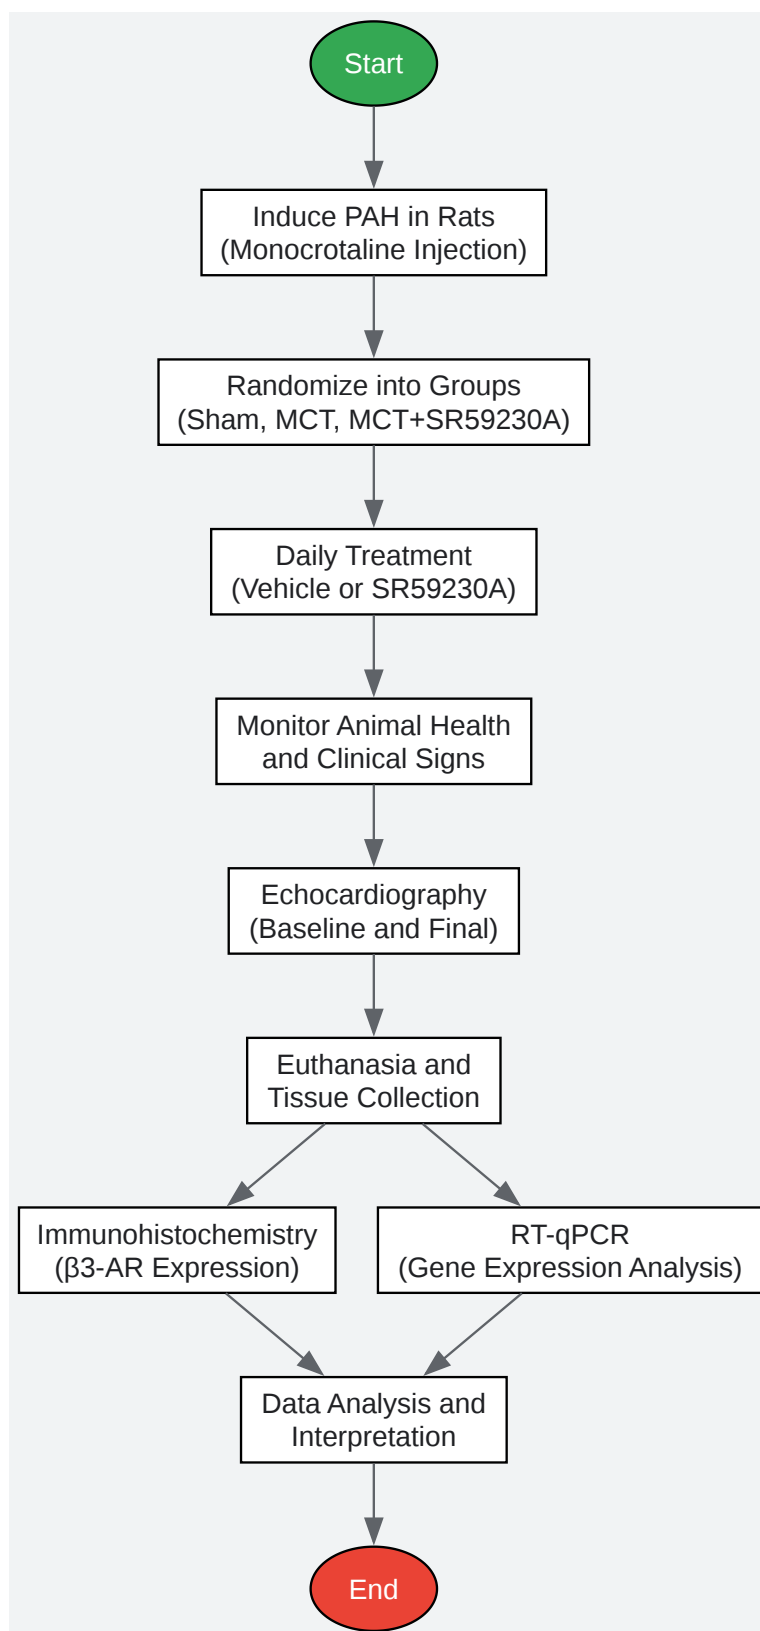 Start
Induce PAH in Rats
(Monocrotaline Injection)
Randomize into Groups
(Sham, MCT, MCT+SR59230A)
Daily Treatment
(Vehicle or SR59230A)
Monitor Animal Health
and Clinical Signs
Echocardiography
(Baseline and Final)
Euthanasia and
Tissue Collection
Immunohistochemistry
(β3-AR Expression)
RT-qPCR
(Gene Expression Analysis)
Data Analysis and
Interpretation
End